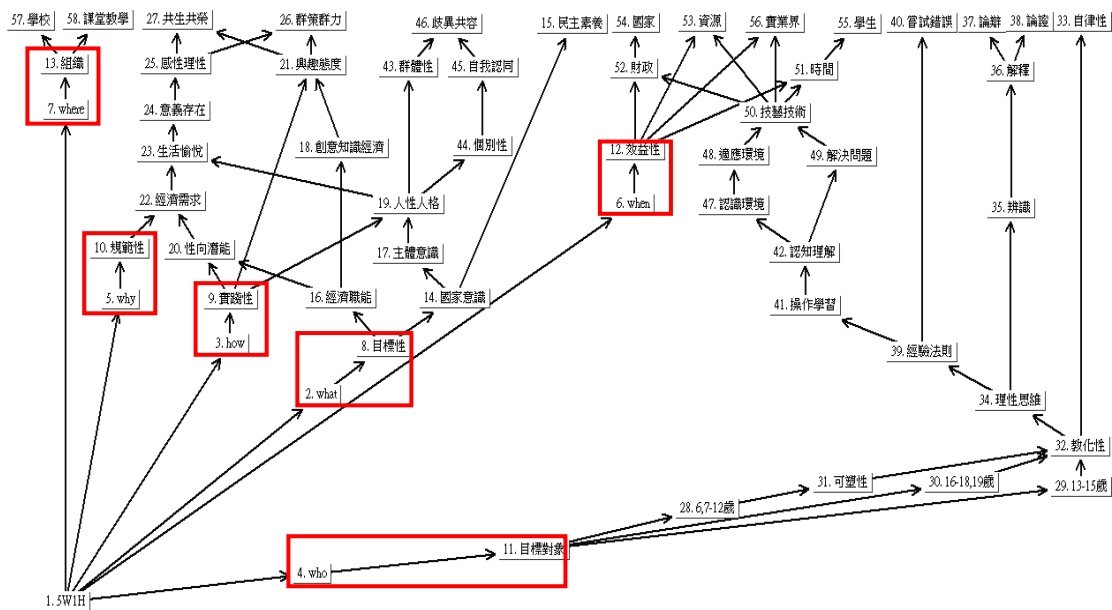 57. 學校
58. 課堂教學
27. 共生共榮
26. 群策群力
46. 歧異共容
15. 民主素養
54. 國家
53. 資源
56. 實業界
55. 學生
40. 嘗試錯誤
37. 論辯
38. 論證
33. 自律性
13. 組織
25. 感性理性
21. 興趣態度
43. 群體性
45. 自我認同
52. 財政
51. 時間
36. 解釋
7. where
24. 意義存在
50. 技藝技術
23. 生活愉悅
18. 創意知識經濟
44. 個別性
12. 效益性
48. 適應環境
49. 解決問題
22. 經濟需求
19. 人性人格
6. when
47. 認識環境
35. 辨識
10. 規範性
20. 性向潛能
17. 主體意識
42. 認知理解
5. why
9. 實踐性
16. 經濟職能
14. 國家意識
41. 操作學習
3. how
8. 目標性
39. 經驗法則
2. what
34. 理性思維
32. 教化性
31. 可塑性
30. 16-18,19歲
29. 13-15歲
28. 6,7-12歲
11. 目標對象
4. who
1. 5W1H